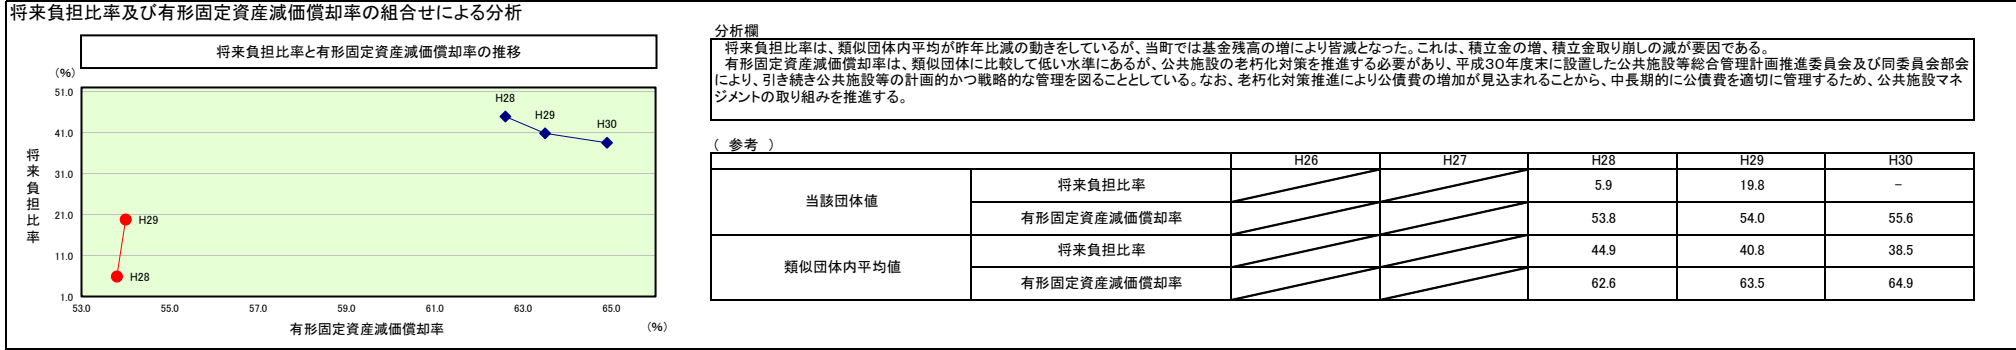 将来負担比率及び有形固定資産減価償却率の組合せによる分析
将来負担比率と有形固定資産減価償却率の推移
(%)
51.0
41.0
31.0
21.0
11.0
1.0
将来負担比率
H28
H29
H30
H29
H28
53.0 55.0 57.0 59.0 61.0 63.0 65.0
有形固定資産減価償却率
(%)
分析欄
将来負担比率は、類似団体内平均が昨年比減の動きをしているが、当町では基金残高の増により皆減となった。これは、積立金の増、積立金取り崩しの減が要因である。
有形固定資産減価償却率は、類似団体に比較して低い水準にあるが、公共施設の老朽化対策を推進する必要があり、平成30年度末に設置した公共施設等総合管理計画推進委員会及び同委員会部会
により、引き続き公共施設等の計画的かつ戦略的な管理を図ることとしている。なお、老朽化対策推進により公債費の増加が見込まれることから、中長期的に公債費を適切に管理するため、公共施設マネ
ジメントの取り組みを推進する。
( 参考 )
H26 H27 H28 H29 H30
当該団体値
将来負担比率 5.9 19.8 －
有形固定資産減価償却率 53.8 54.0 55.6
類似団体内平均値
将来負担比率 44.9 40.8 38.5
有形固定資産減価償却率 62.6 63.5 64.9